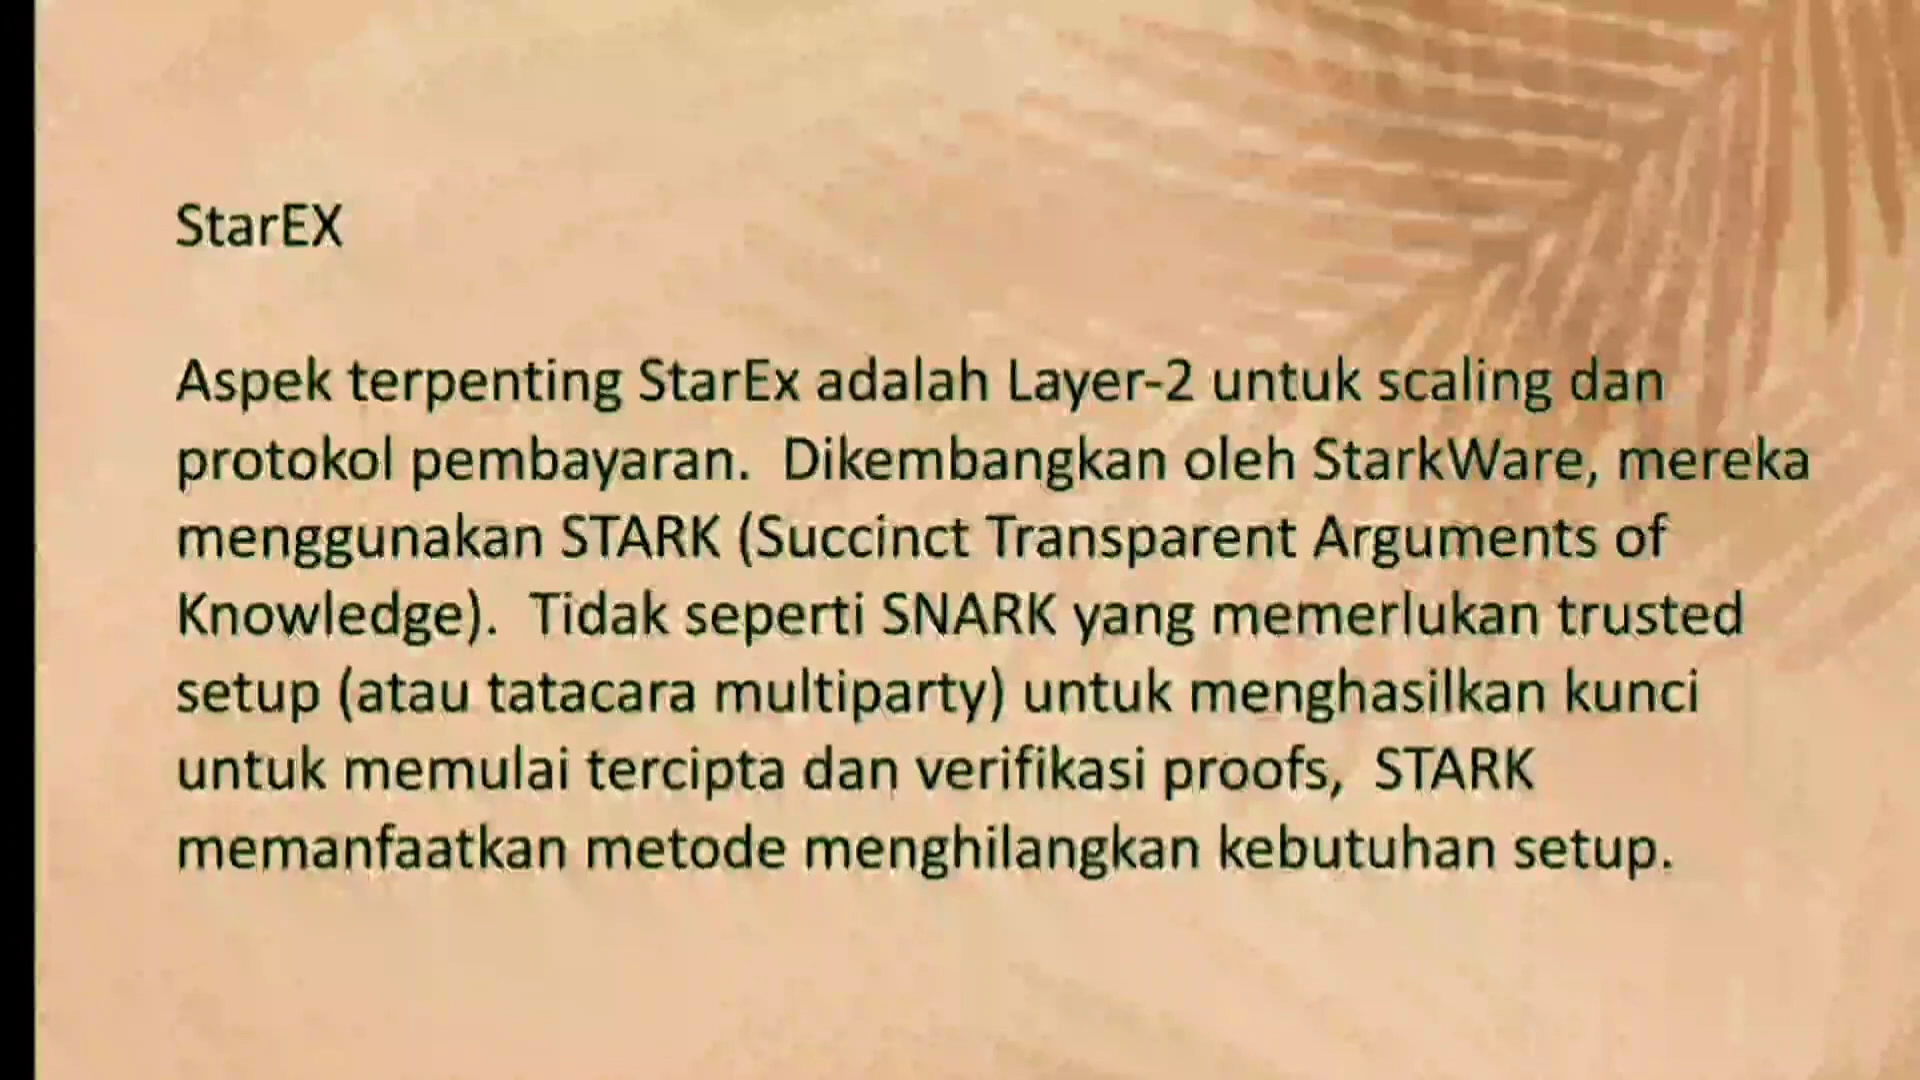 StarEX
Aspek terpenting StarEx adalah Layer-2 untuk scaling dan
protokol pembayaran.  Dikembangkan oleh StarkWare, mereka
menggunakan STARK (Succinct Transparent Arguments of
Knowledge).  Tidak seperti SNARK yang memerlukan trusted
setup (atau tatacara multiparty) untuk menghasilkan kunci
untuk memulai tercipta dan verifikasi proofs,  STARK
memanfaatkan metode menghilangkan kebutuhan setup.